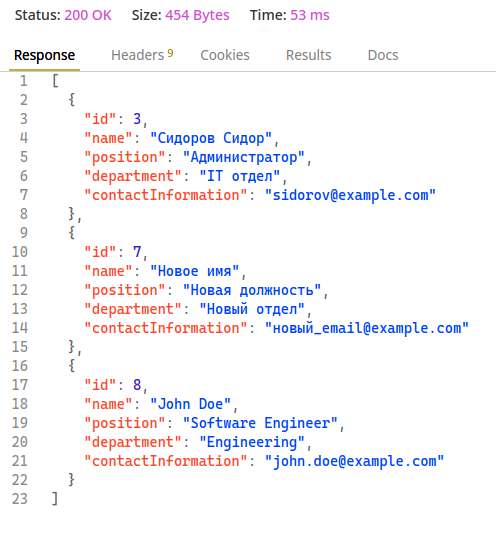 Status: 200 OK Size: 454 Bytes Time: 53 ms
Response Headers 9 Cookies Results Docs
1 [
2 {
3 "id": 3,
4 "name": "Сидоров Сидор",
5 "position": "Администратор",
6 "department": "IT отдел",
7 "contactInformation": "sidorov@example.com"
8 },
9 {
10 "id": 7,
11 "name": "Новое имя",
12 "position": "Новая должность",
13 "department": "Новый отдел",
14 "contactInformation": "новый_email@example.com"
15 },
16 {
17 "id": 8,
18 "name": "John Doe",
19 "position": "Software Engineer",
20 "department": "Engineering",
21 "contactInformation": "john.doe@example.com"
22 }
23 ]